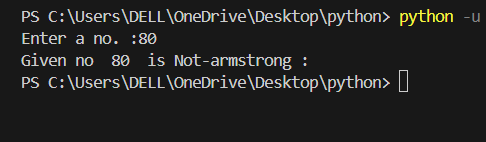 PS C:\Users\DELL\OneDrive\Desktop\python> python -u
Enter a no. :80
Given no  80  is Not-armstrong :
PS C:\Users\DELL\OneDrive\Desktop\python>